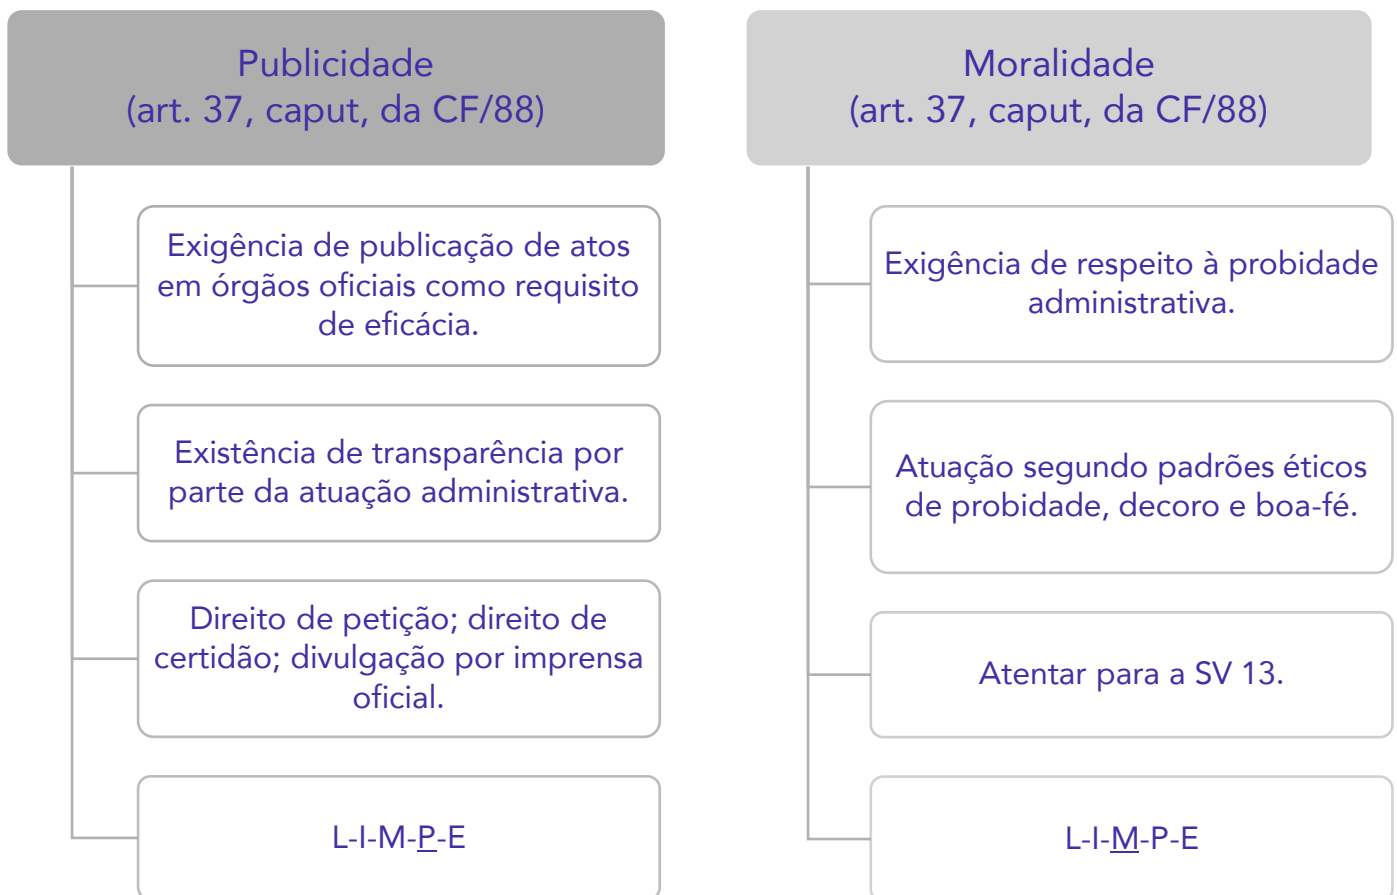 Publicidade
(art. 37, caput, da CF/88)
Exigência de publicação de atos
em órgãos oficiais como requisito
de eficácia.
Existência de transparência por
parte da atuação administrativa.
Direito de petição; direito de
certidão; divulgação por imprensa
oficial.
L-I-M-P-E
Moralidade
(art. 37, caput, da CF/88)
Exigência de respeito à probidade
administrativa.
Atuação segundo padrões éticos
de probidade, decoro e boa-fé.
Atentar para a SV 13.
L-I-M-P-E